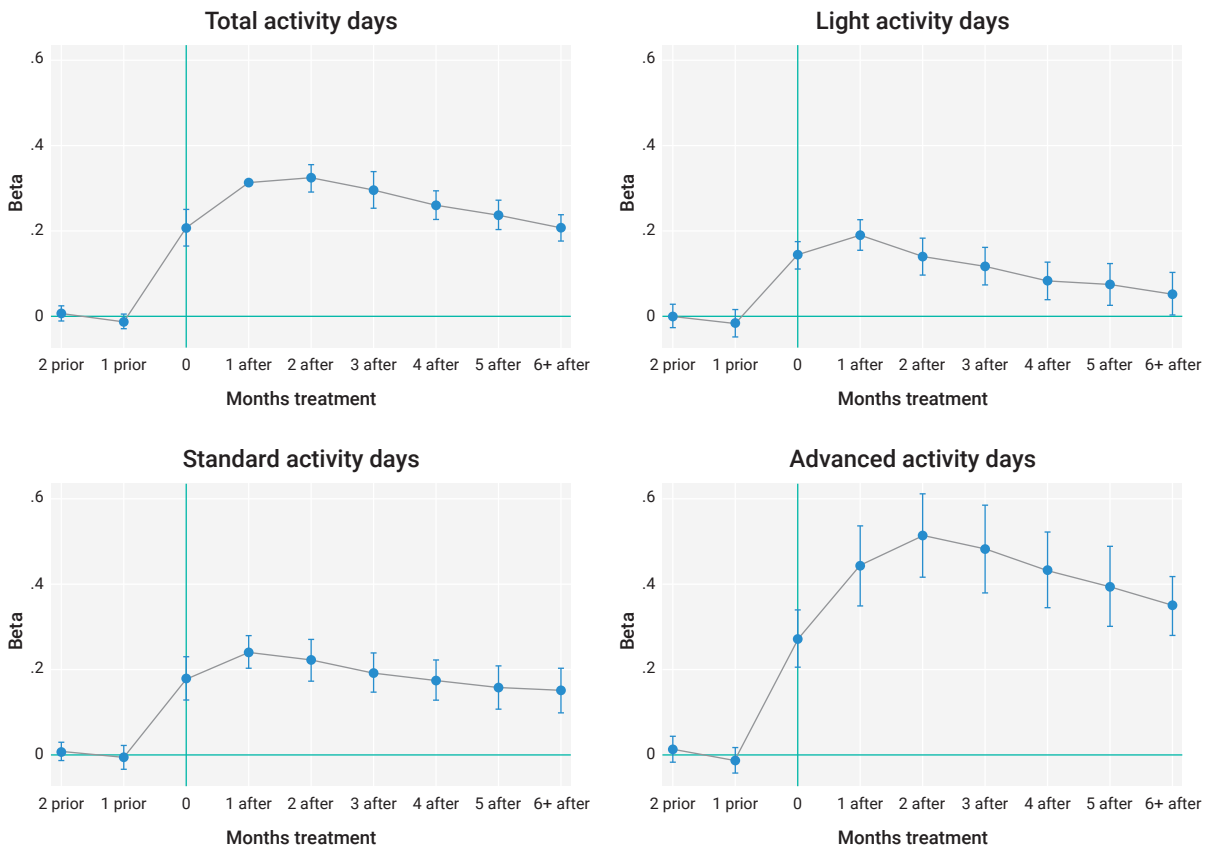 Total activity days
.6
.4
.2
0
Beta
2 prior 1 prior 0 1 after 2 after 3 after 4 after 5 after 6+ after
Months treatment
Light activity days
.6
.4
.2
0
Beta
2 prior 1 prior 0 1 after 2 after 3 after 4 after 5 after 6+ after
Months treatment
Standard activity days
.6
.4
.2
0
Beta
2 prior 1 prior 0 1 after 2 after 3 after 4 after 5 after 6+ after
Months treatment
Advanced activity days
.6
.4
.2
0
Beta
2 prior 1 prior 0 1 after 2 after 3 after 4 after 5 after 6+ after
Months treatment